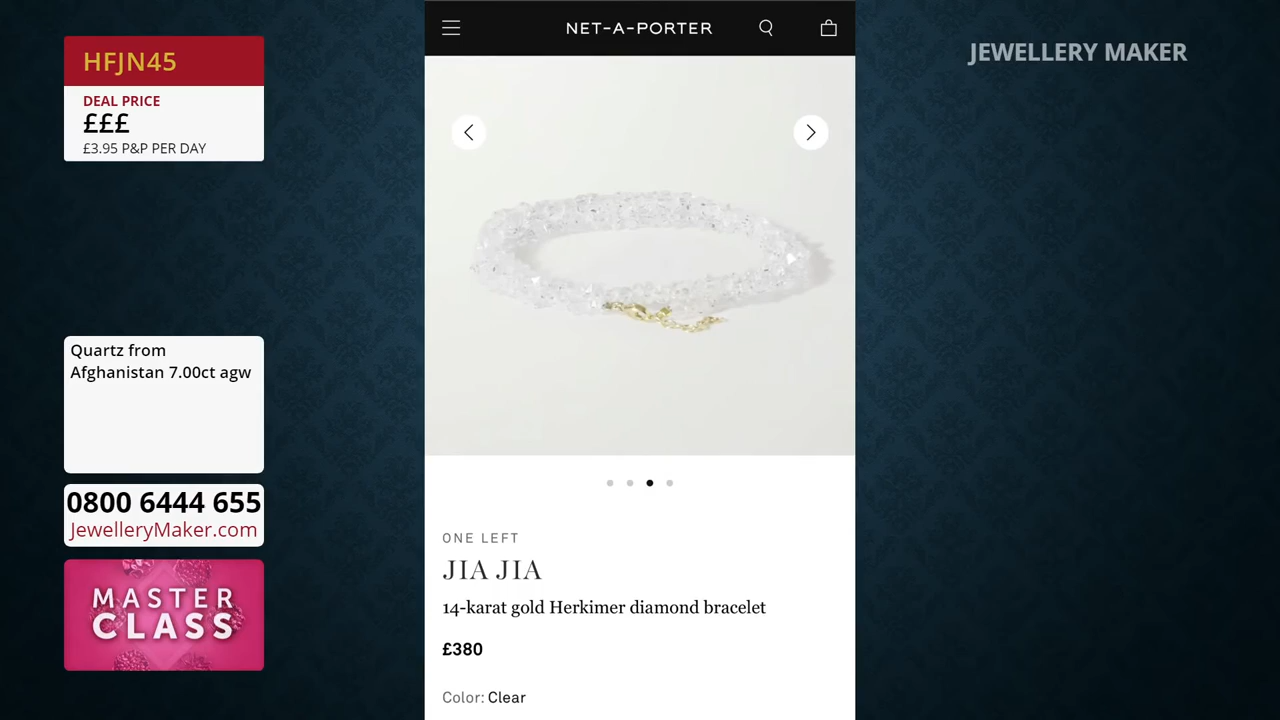 HFJN45
DEAL PRICE
£££
£3.95 P&P PER DAY
Quartz from
Afghanistan 7.00ct agw
0800 6444 655
JewelleryMaker.com
MASTER
CLASS
NET-A-PORTER
ONE LEFT
JIA JIA
14-karat gold Herkimer diamond bracelet
£380
Color: Clear
JEWELLERY MAKER